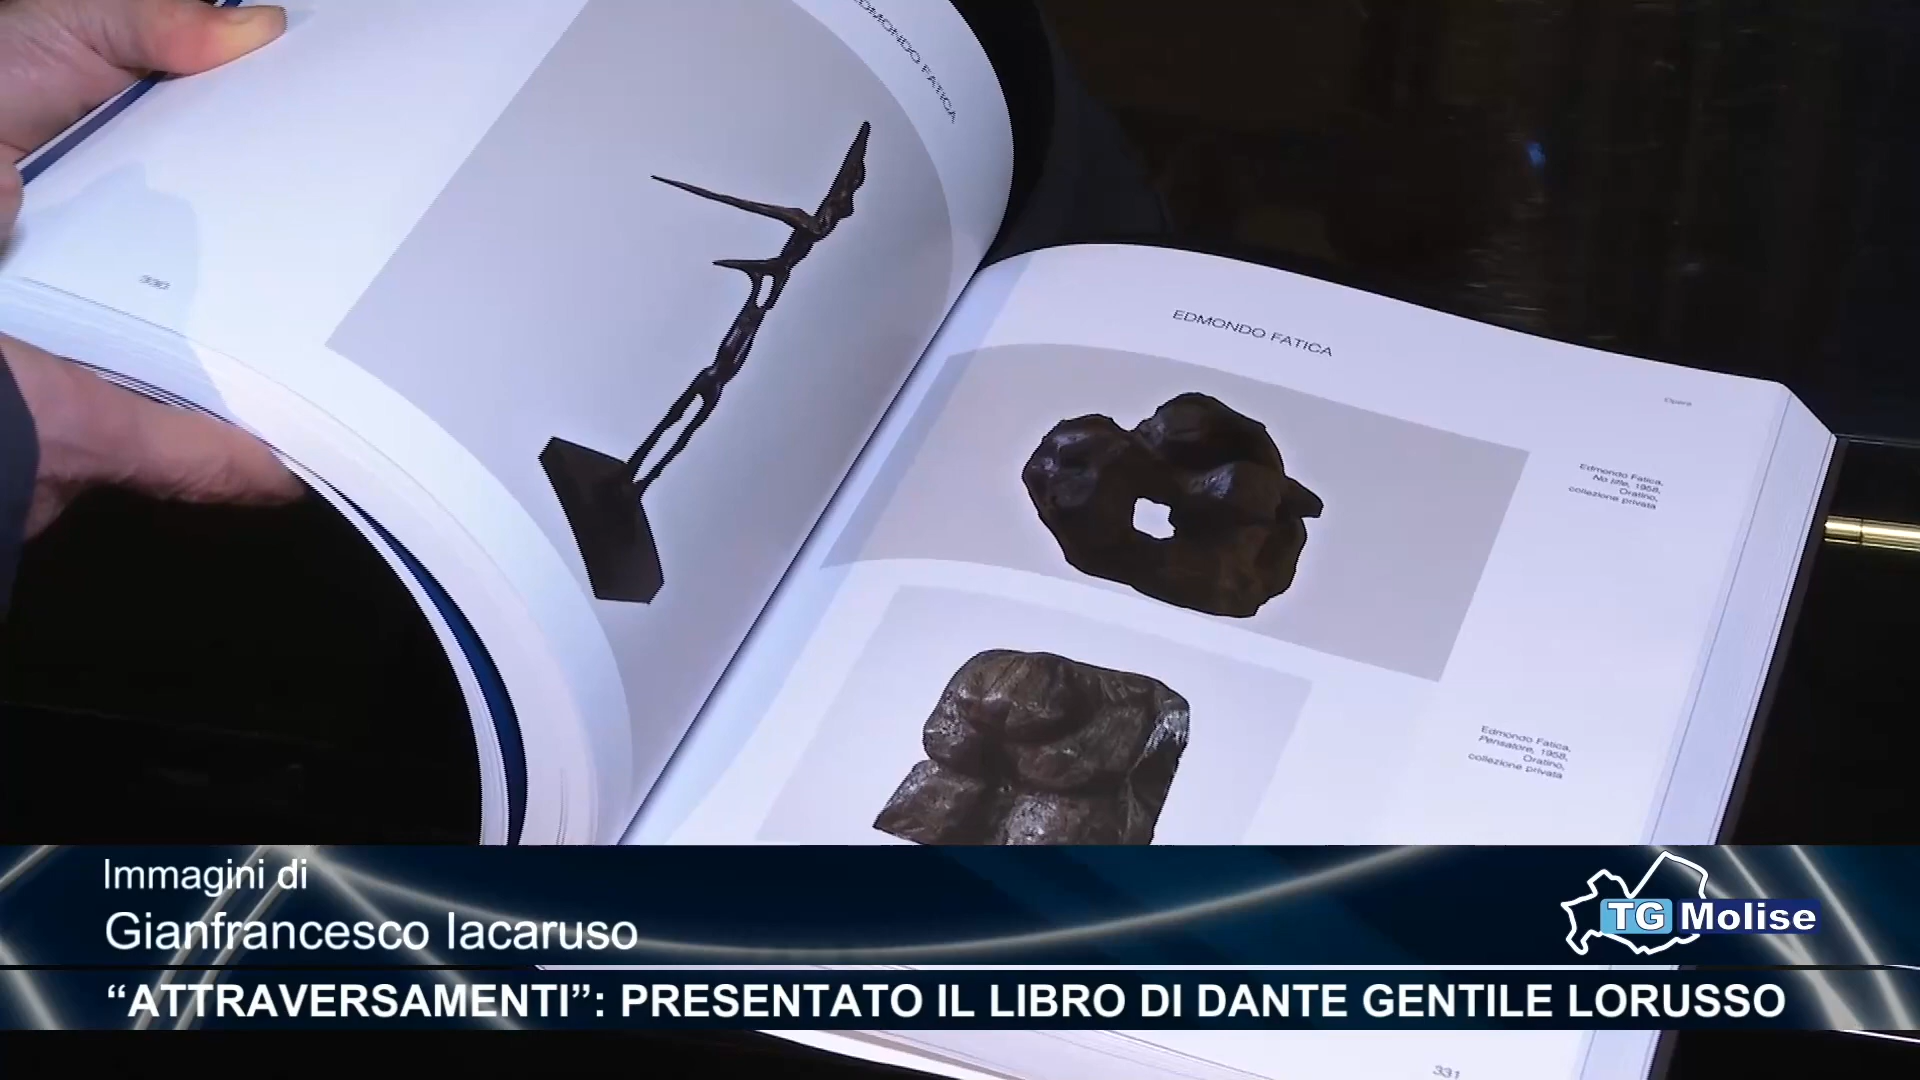 EDMONDO FATICA
330
EDMONDO FATICA
Opere
Edmondo Fatica,
No title, 1958,
Oratino,
collezione privata
Edmondo Fatica,
Pensatore, 1958,
Oratino,
collezione privata
Immagini di
Gianfrancesco Iacaruso
TG Molise
“ATTRAVERSAMENTI”: PRESENTATO IL LIBRO DI DANTE GENTILE LORUSSO
331